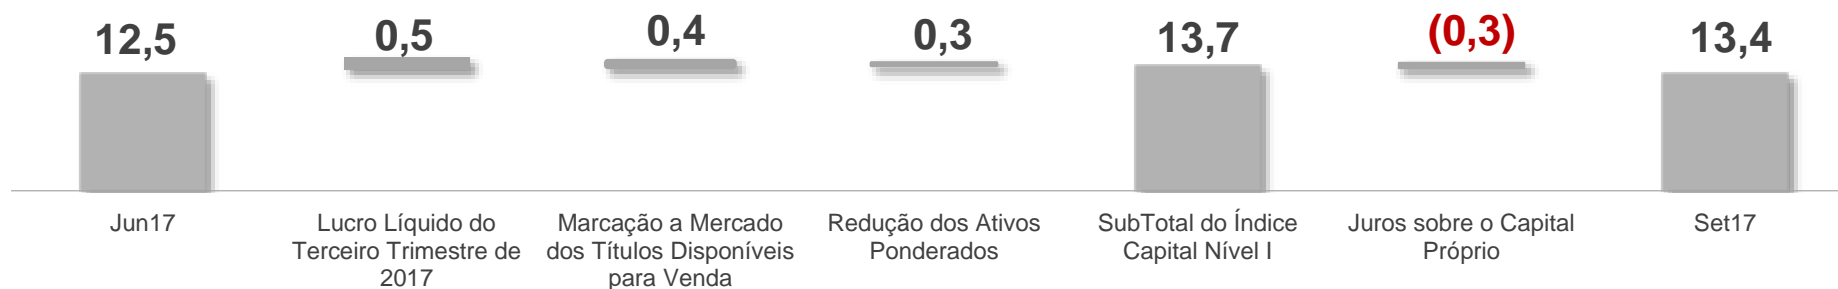 12,5
0,5
0,4
0,3
13,7
(0,3)
13,4
Jun17
Lucro Líquido do
Terceiro Trimestre de
2017
Marcação a Mercado
dos Títulos Disponíveis
para Venda
Redução dos Ativos
Ponderados
SubTotal do Índice
Capital Nível I
Juros sobre o Capital
Próprio
Set17